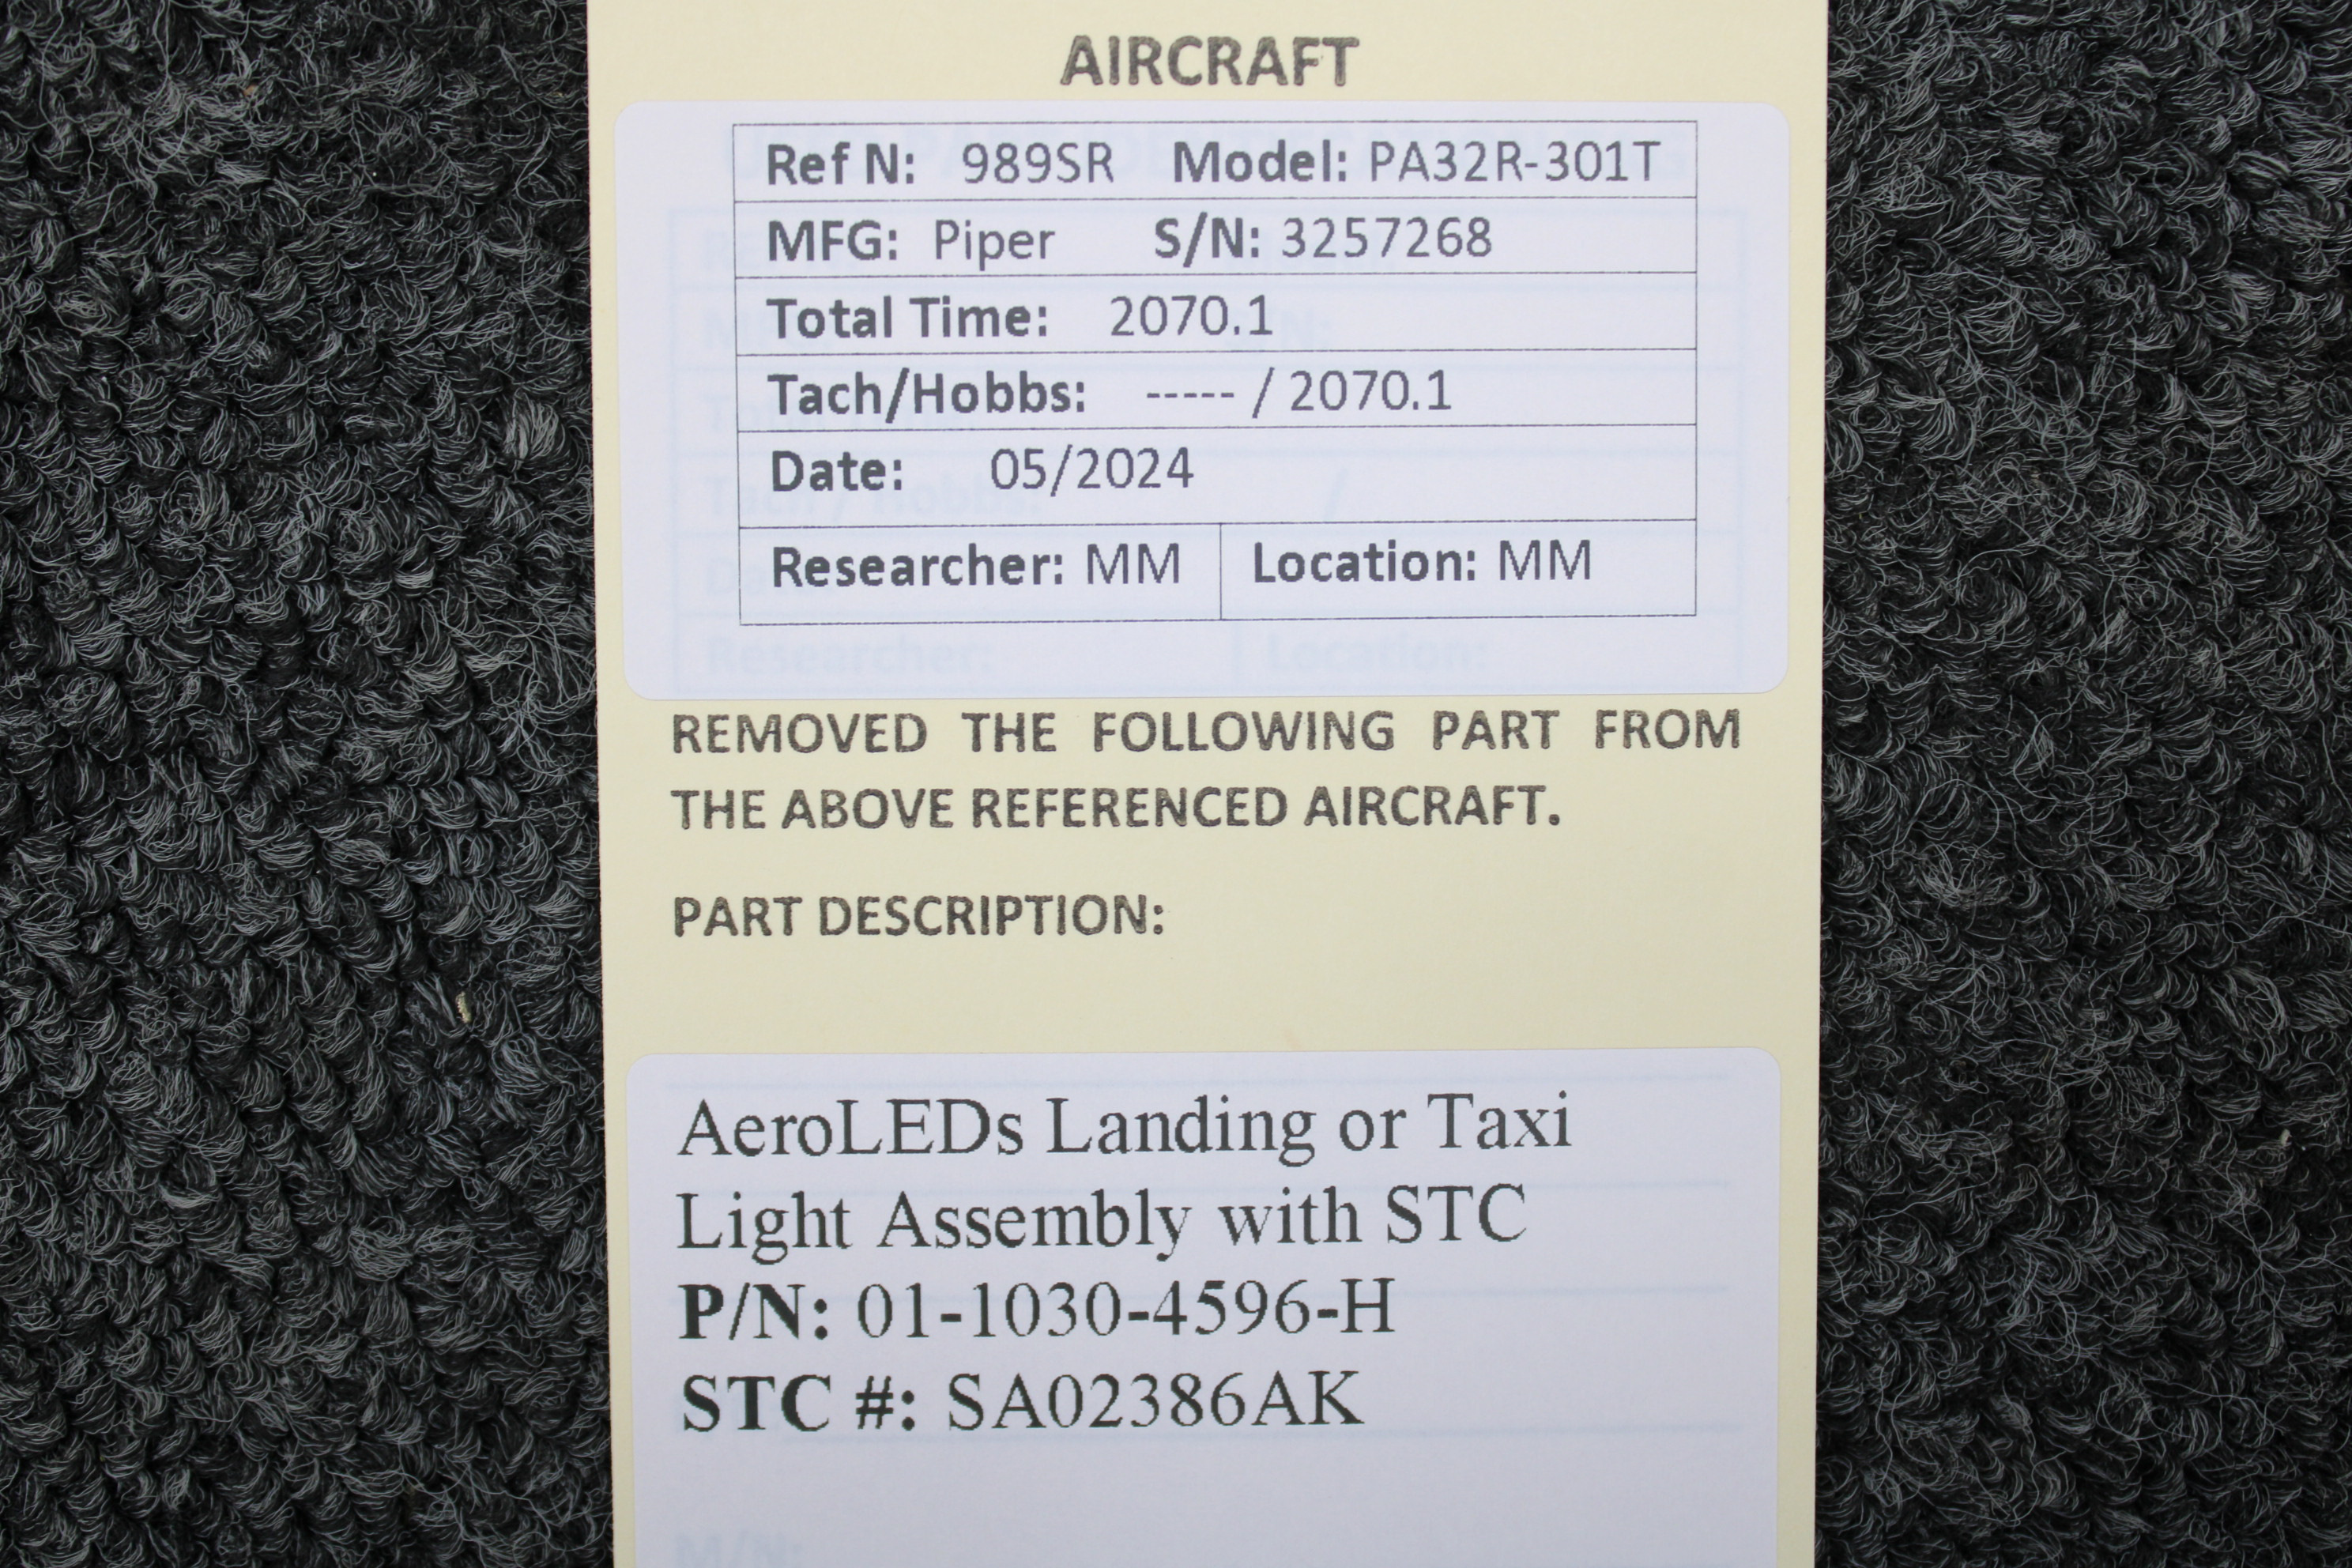 AIRCRAFT
Ref N: 989SR Model: PA32R-301T
MFG: Piper S/N: 3257268
Total Time: 2070.1
Tach/Hobbs: ----- / 2070.1
Date: 05/2024
Researcher: MM Location: MM
REMOVED THE FOLLOWING PART FROM
THE ABOVE REFERENCED AIRCRAFT.
PART DESCRIPTION:
AeroLEDs Landing or Taxi
Light Assembly with STC
P/N: 01-1030-4596-H
STC #: SA02386AK
M/N: